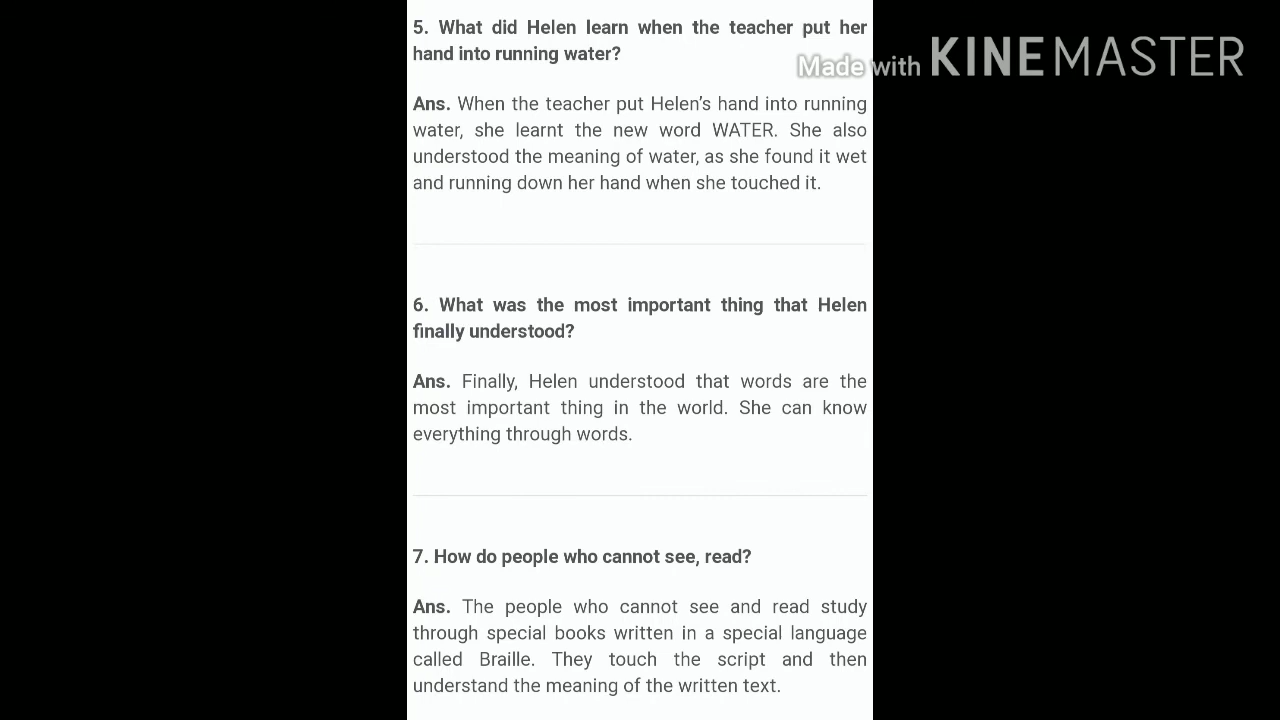 5. What did Helen learn when the teacher put her
hand into running water?
Made with KINEMASTER
Ans. When the teacher put Helen's hand into running
water, she learnt the new word WATER. She also
understood the meaning of water, as she found it wet
and running down her hand when she touched it.
6. What was the most important thing that Helen
finally understood?
Ans. Finally, Helen understood that words are the
most important thing in the world. She can know
everything through words.
7. How do people who cannot see, read?
Ans. The people who cannot see and read study
through special books written in a special language
called Braille. They touch the script and then
understand the meaning of the written text.